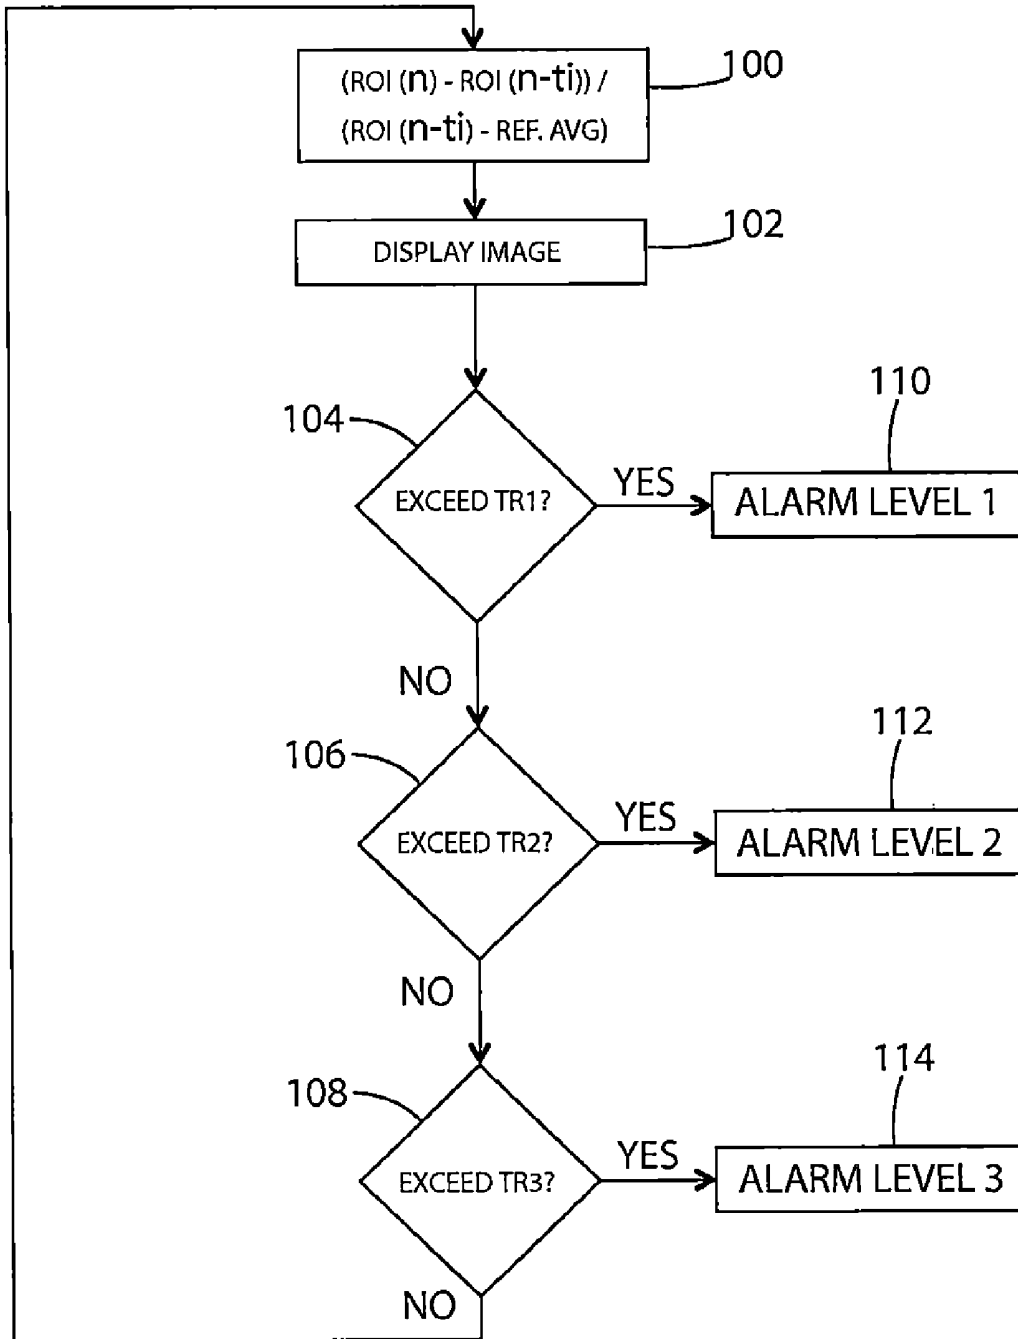 (ROI (n) - ROI (n-ti)) /
(ROI (n-ti) - REF. AVG)
100
DISPLAY IMAGE
102
104
EXCEED TR1?
YES
110
ALARM LEVEL 1
NO
106
EXCEED TR2?
YES
112
ALARM LEVEL 2
NO
108
EXCEED TR3?
YES
114
ALARM LEVEL 3
NO